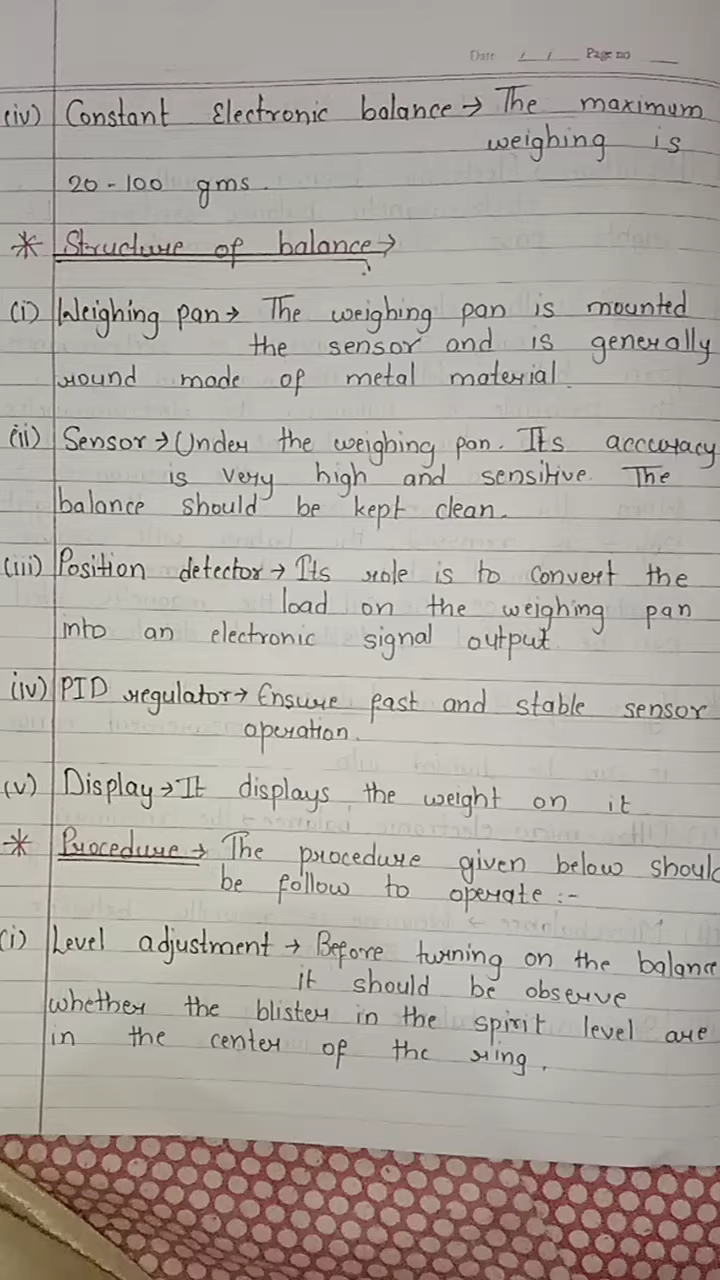 Date / / Page no
(iv) Constant Electronic balance → The maximum
weighing is
20-100 gms.
* Structure of balance →
(i) Weighing pan → The weighing pan is mounted
the sensor and is generally
round made of metal material.
(ii) Sensor → Under the weighing pan. Its accuracy
is very high and sensitive. The
balance should be kept clean.
(iii) Position detector → Its role is to convert the
load on the weighing pan
into an electronic signal output
(iv) PID regulator → Ensure fast and stable sensor
operation.
(v) Display → It displays the weight on it
* Procedure → The procedure given below should
be follow to operate :-
(i) Level adjustment → Before turning on the balance
it should be observe
whether the blister in the spirit level are
in the center of the ring.